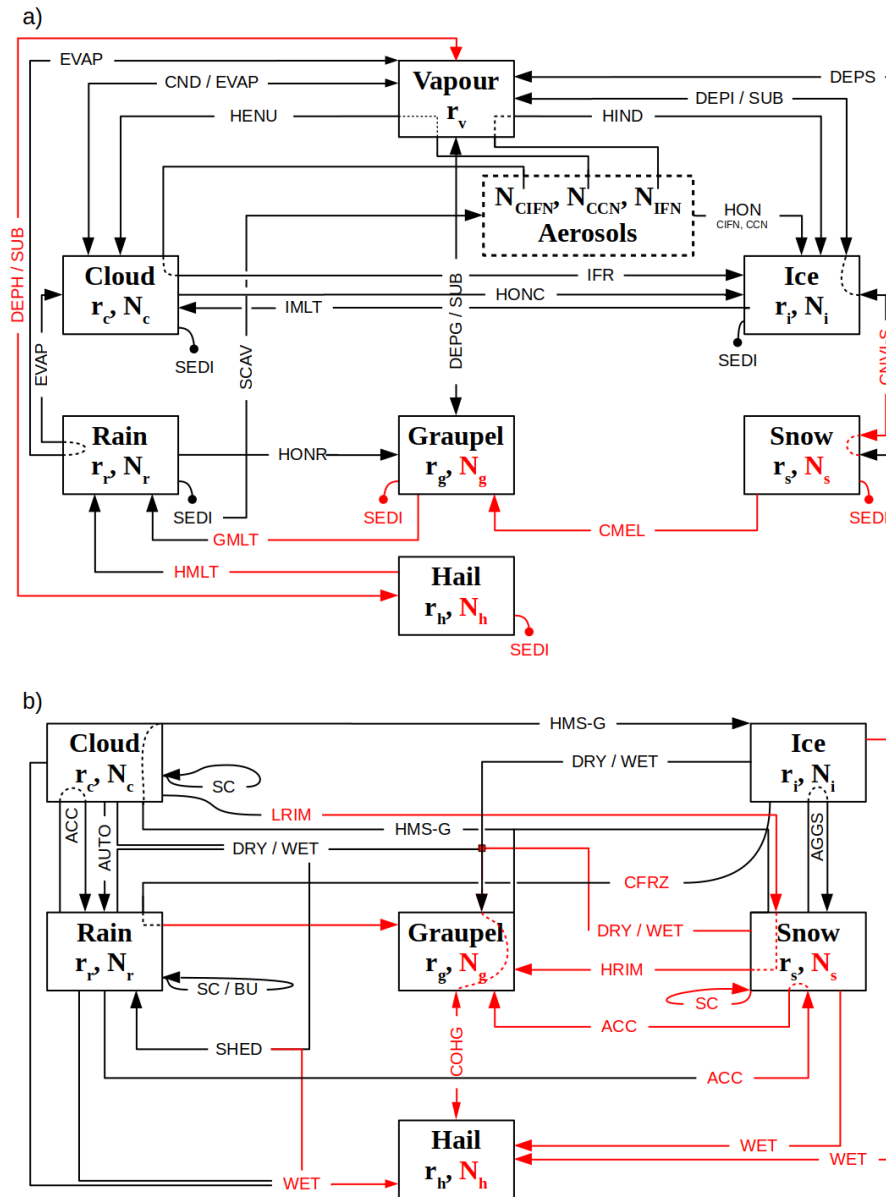 a)
EVAP
Vapour
r_v
DEPS
CND / EVAP
DEPI / SUB
HENU
HIND
N_CIFN, N_CCN, N_IFN
Aerosols
HON
CIFN, CCN
DEPH / SUB
Cloud
r_c, N_c
IFR
HONC
IMLT
Ice
r_i, N_i
SEDI
SEDI
EVAP
SCAV
DEPG / SUB
CNVI-S
Rain
r_r, N_r
HONR
Graupel
r_g, N_g
Snow
r_s, N_s
SEDI
SEDI
SEDI
GMLT
CMEL
HMLT
Hail
r_h, N_h
SEDI
b)
Cloud
r_c, N_c
HMS-G
Ice
r_i, N_i
DRY / WET
SC
LRIM
ACC
AUTO
HMS-G
DRY / WET
AGGS
CFRZ
Rain
r_r, N_r
Graupel
r_g, N_g
DRY / WET
Snow
r_s, N_s
HRIM
SC / BU
SC
ACC
SHED
COHG
ACC
Hail
r_h, N_h
WET
WET
WET